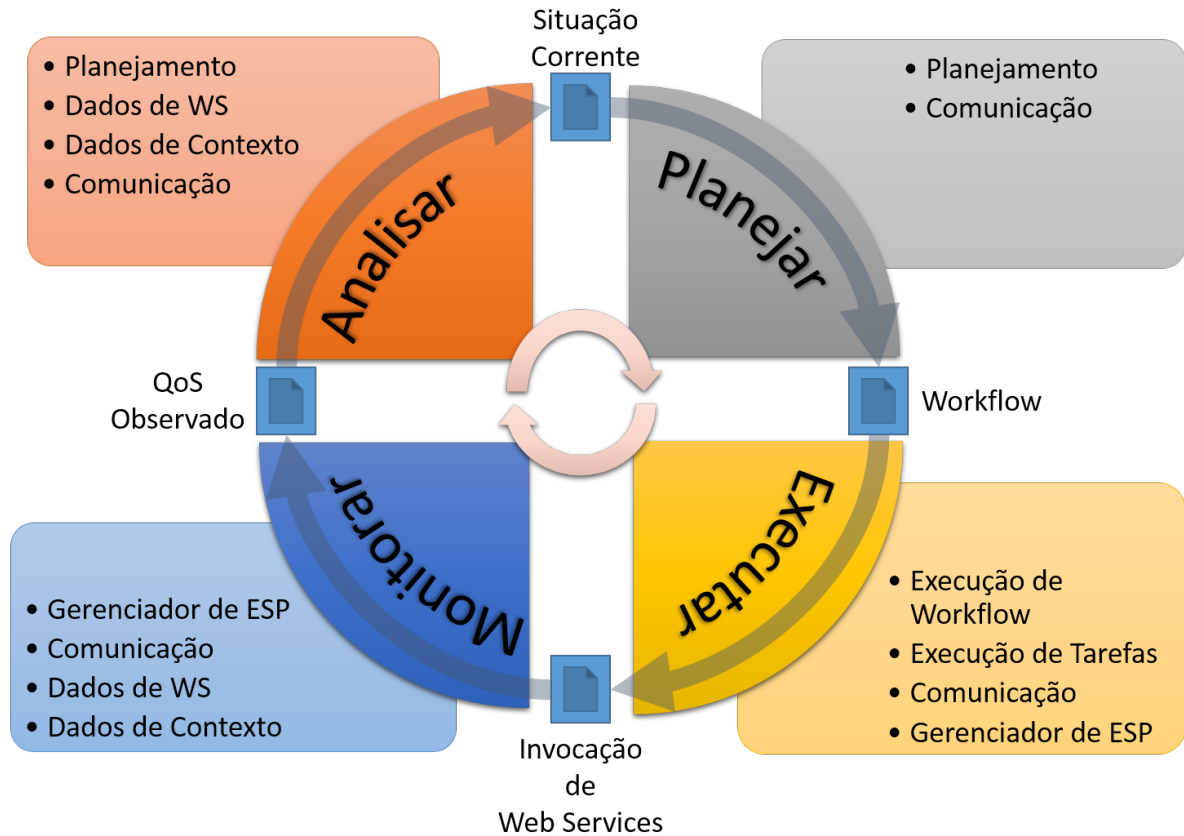 Situação
Corrente
• Planejamento
• Dados de WS
• Dados de Contexto
• Comunicação
• Planejamento
• Comunicação
Analisar
Planejar
QoS
Observado
Workflow
Monitorar
Executar
• Gerenciador de ESP
• Comunicação
• Dados de WS
• Dados de Contexto
• Execução de
Workflow
• Execução de Tarefas
• Comunicação
• Gerenciador de ESP
Invocação
de
Web Services